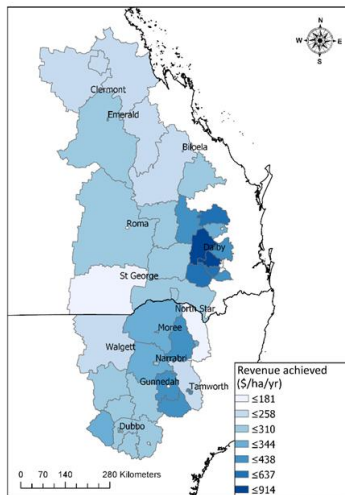 N
W E
S
Clermont
Emerald
Biloela
Roma
Dalby
St George
North Star
Moree
Walgett
Narrabri
Gunnedah
Tamworth
Dubbo
Revenue achieved
($/ha/yr)
≤181
≤258
≤310
≤344
≤438
≤637
≤914
0 70 140 280 Kilometers